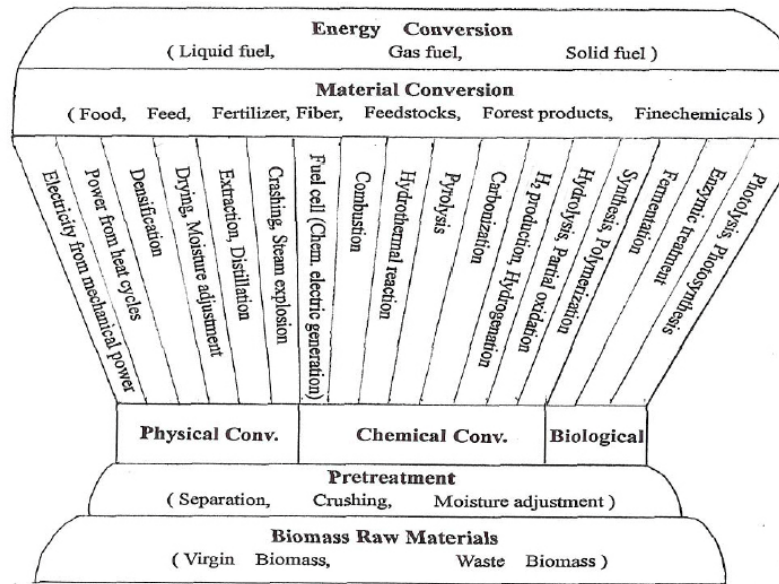 Energy Conversion
( Liquid fuel, Gas fuel, Solid fuel )
Material Conversion
( Food, Feed, Fertilizer, Fiber, Feedstocks, Forest products, Finechemicals )
Electricity from mechanical power
Power from heat cycles
Densification
Drying, Moisture adjustment
Extraction, Distillation
Crashing, Steam explosion
Fuel cell (Chem. electric generation)
Combustion
Hydrothermal reaction
Pyrolysis
Carbonization
H₂ production, Hydrogenation
Hydrolysis, Partial oxidation
Synthesis, Polymerization
Fermentation
Enzymic treatment
Photolysis, Photosynthesis
Physical Conv. Chemical Conv. Biological
Pretreatment
( Separation, Crushing, Moisture adjustment )
Biomass Raw Materials
( Virgin Biomass, Waste Biomass )